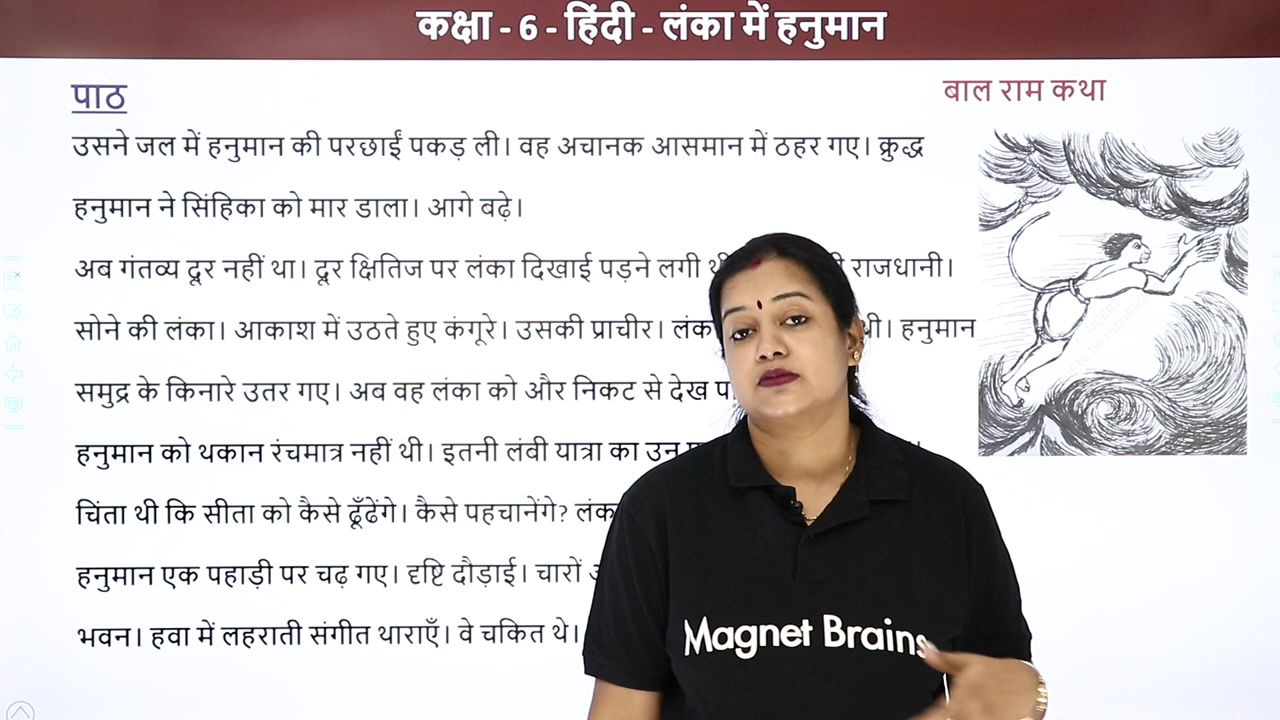 कक्षा - 6 - हिंदी - लंका में हनुमान
पाठ
बाल राम कथा
उसने जल में हनुमान की परछाईं पकड़ ली। वह अचानक आसमान में ठहर गए। क्रुद्ध
हनुमान ने सिंहिका को मार डाला। आगे बढ़े।
अब गंतव्य दूर नहीं था। दूर क्षितिज पर लंका दिखाई पड़ने लगी राजधानी।
सोने की लंका। आकाश में उठते हुए कंगूरे। उसकी प्राचीर। थी। हनुमान
समुद्र के किनारे उतर गए। अब वह लंका को और निकट से देख
हनुमान को थकान रंचमात्र नहीं थी। इतनी लंबी यात्रा का उन
चिंता थी कि सीता को कैसे ढूँढेंगे। कैसे पहचानेंगे?
हनुमान एक पहाड़ी पर चढ़ गए। दृष्टि दौड़ाई। चारों
भवन। हवा में लहराती संगीत थाराएँ। वे चकित थे।
Magnet Brains